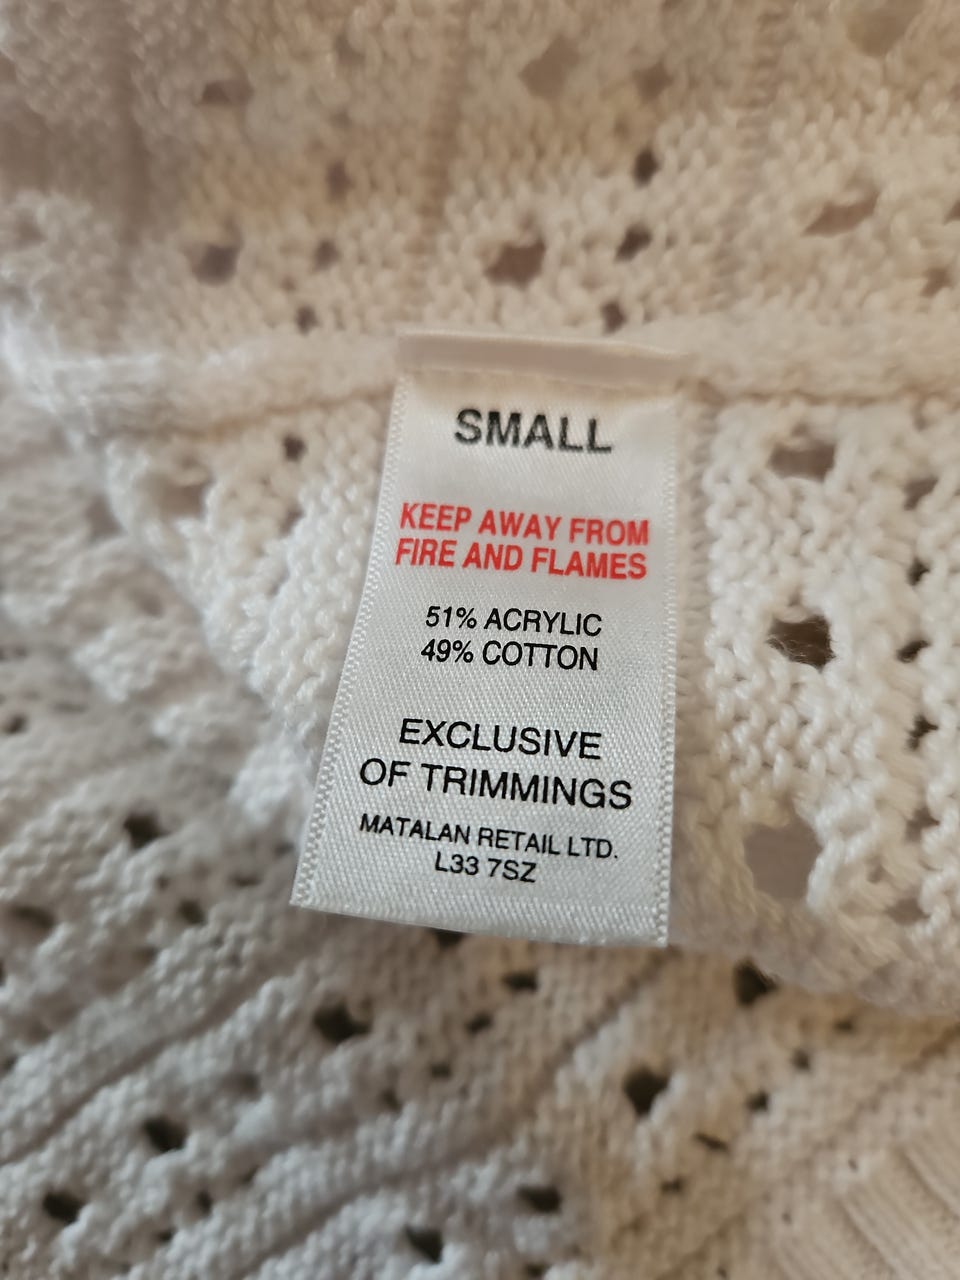 SMALL
KEEP AWAY FROM
FIRE AND FLAMES
51% ACRYLIC
49% COTTON
EXCLUSIVE
OF TRIMMINGS
MATALAN RETAIL LTD.
L33 7SZ